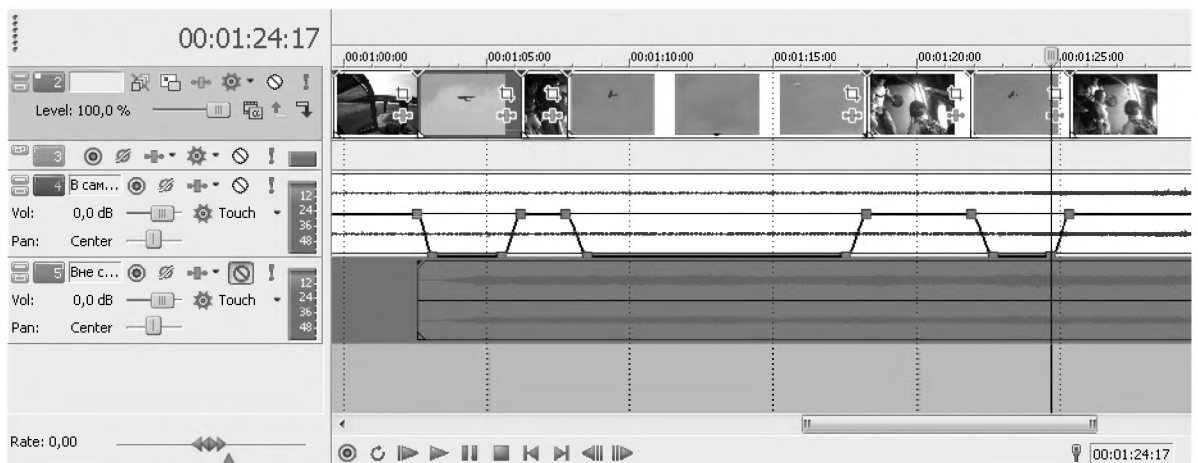 00:01:24:17
00:01:00:00 00:01:05:00 00:01:10:00 00:01:15:00 00:01:20:00 00:01:25:00
2
Level: 100,0 %
3
4 В сам...
12
Vol: 0,0 dB Touch 24
36
Pan: Center 48
5 Вне с...
12
Vol: 0,0 dB Touch 24
36
Pan: Center 48
Rate: 0,00
00:01:24:17